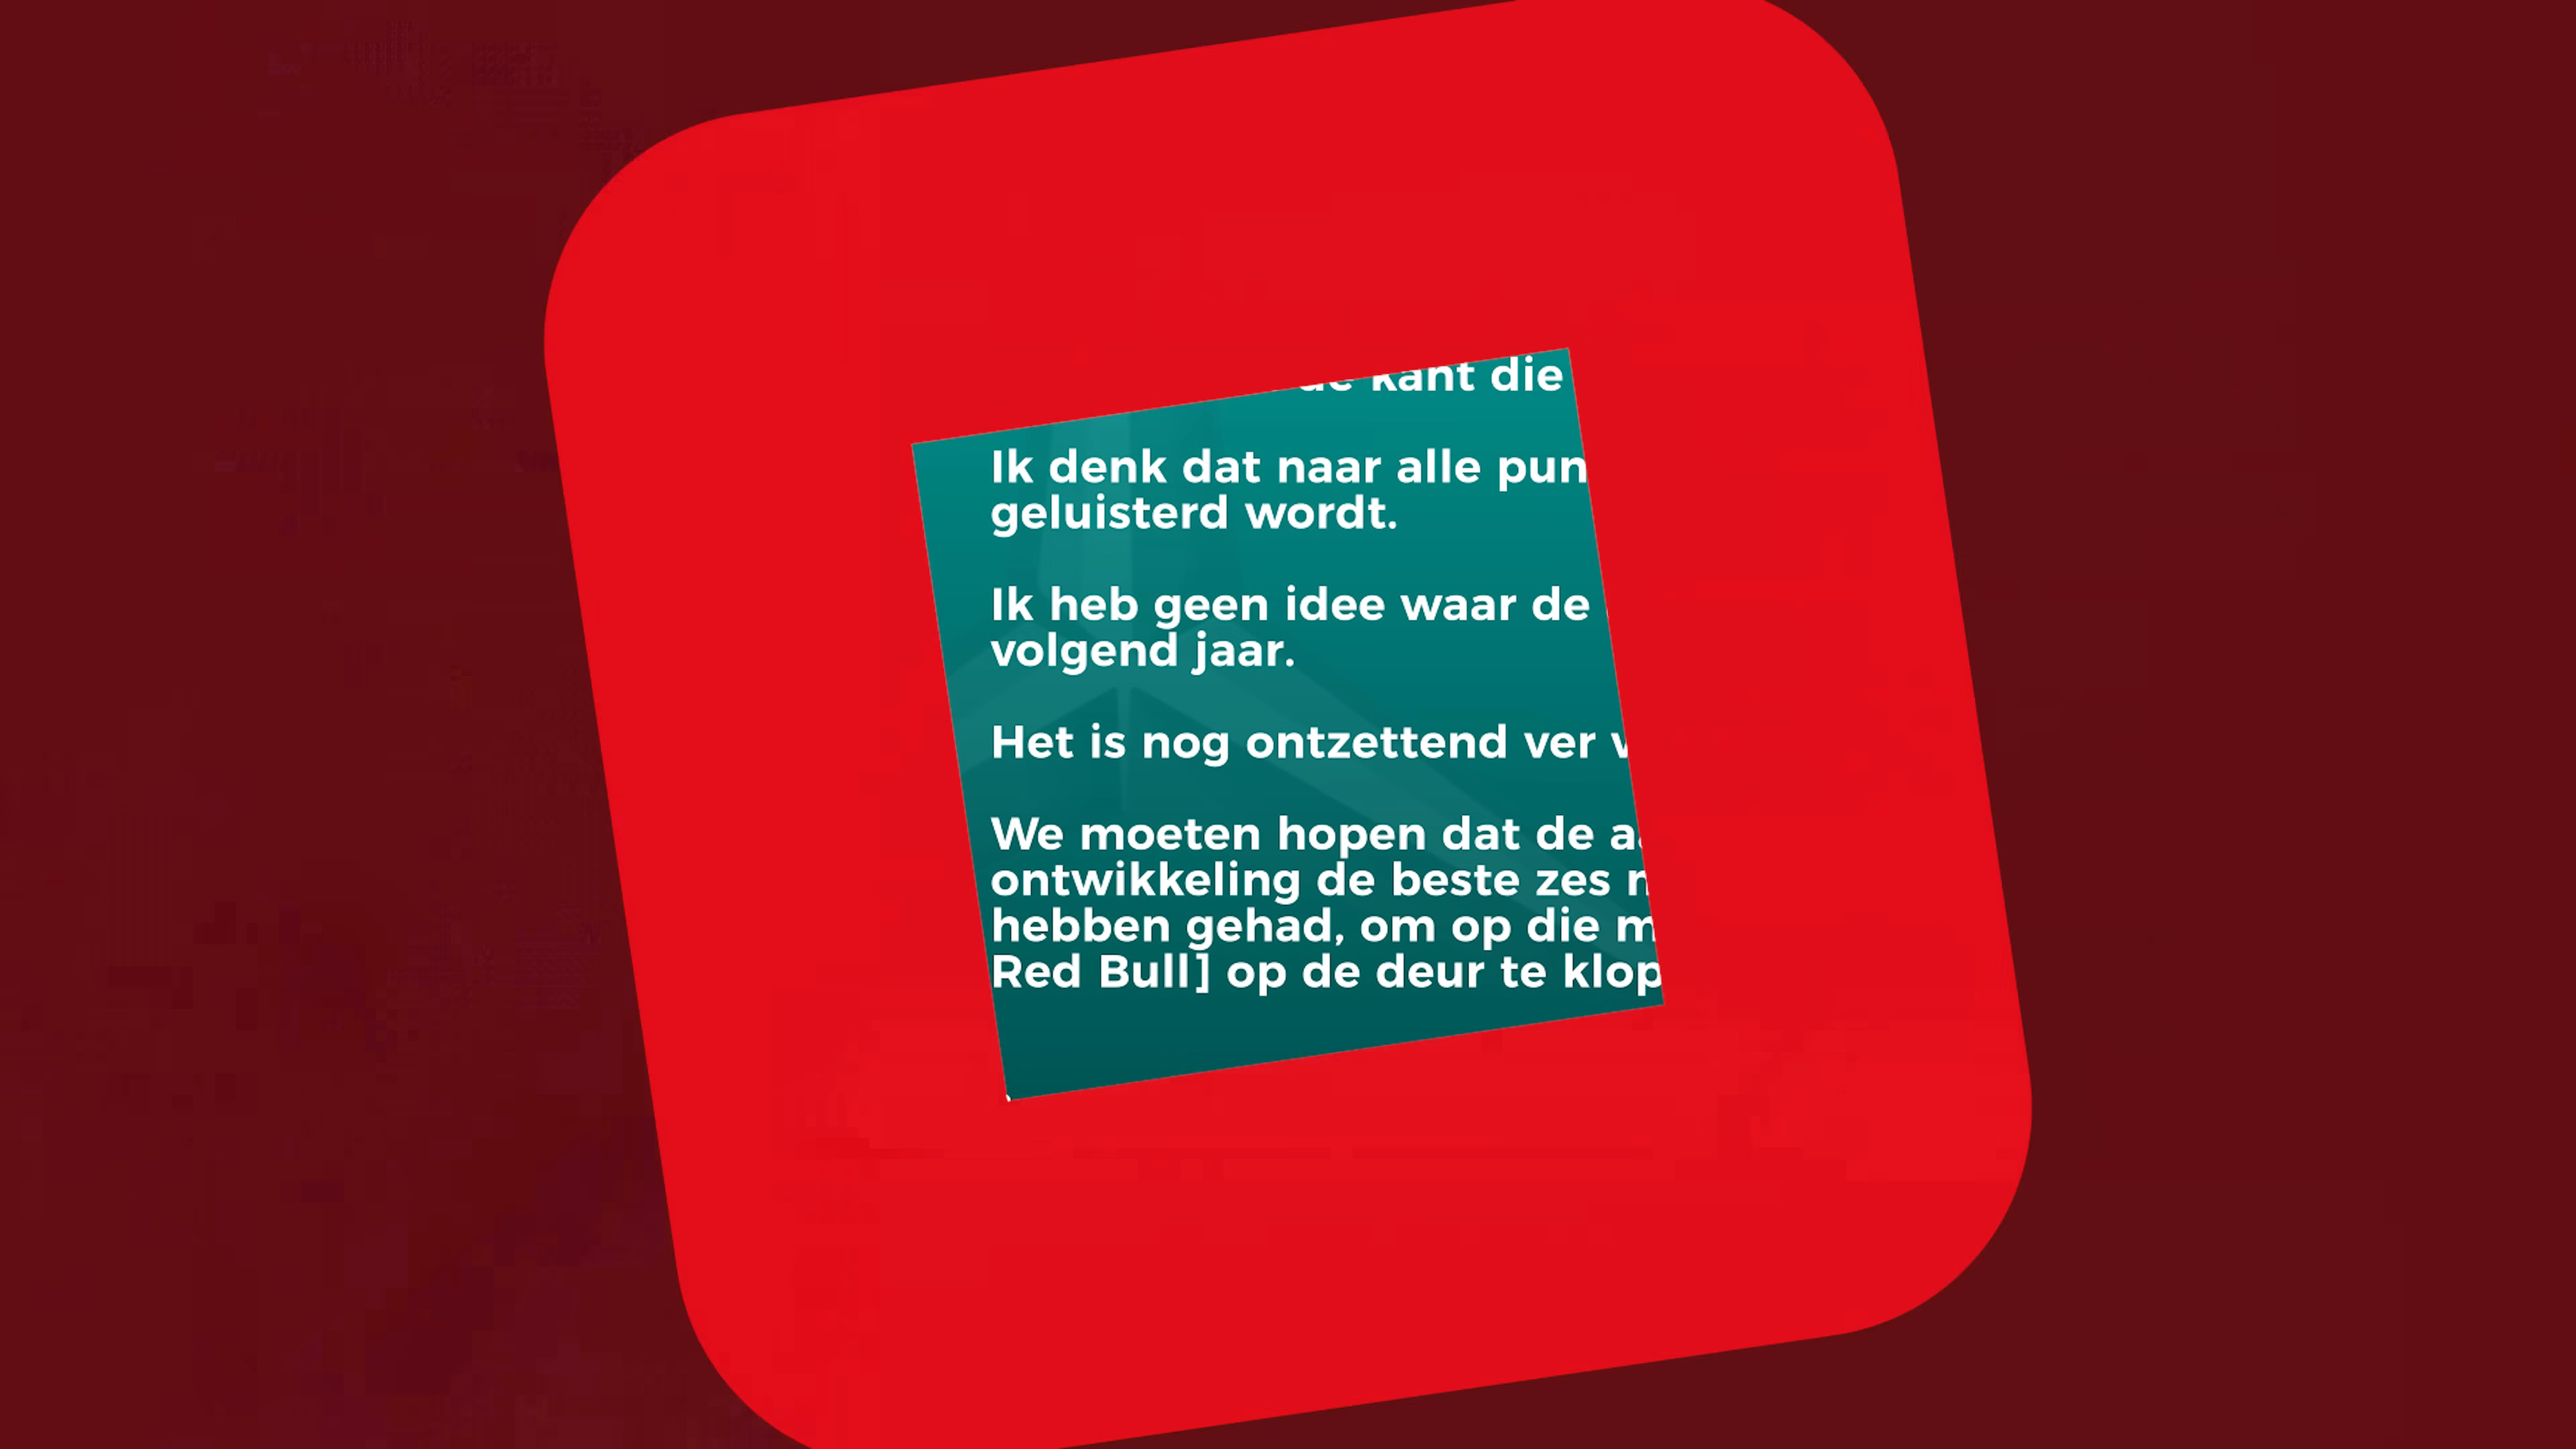 kant die
Ik denk dat naar alle
geluisterd wordt.
Ik heb geen idee waar de
volgend jaar.
Het is nog ontzettend ver
We moeten hopen dat de
ontwikkeling de beste zes
hebben gehad, om op die
Red Bull] op de deur te